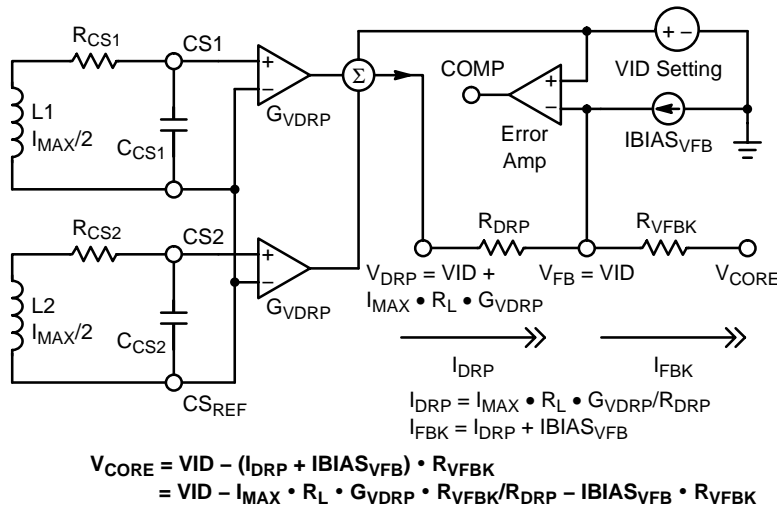 RCS1
CS1
L1
IMAX/2
CCS1
+
−
GVDRP
Σ
COMP
+
−
Error
Amp
+ −
VID Setting
IBIASVFB
RCS2
CS2
L2
IMAX/2
CCS2
+
−
GVDRP
CSREF
RDRP
RVFBK
VDRP = VID +
IMAX • RL • GVDRP
VFB = VID
VCORE
IDRP
IFBK
IDRP = IMAX • RL • GVDRP/RDRP
IFBK = IDRP + IBIASVFB
VCORE = VID – (IDRP + IBIASVFB) • RVFBK
= VID – IMAX • RL • GVDRP • RVFBK/RDRP – IBIASVFB • RVFBK